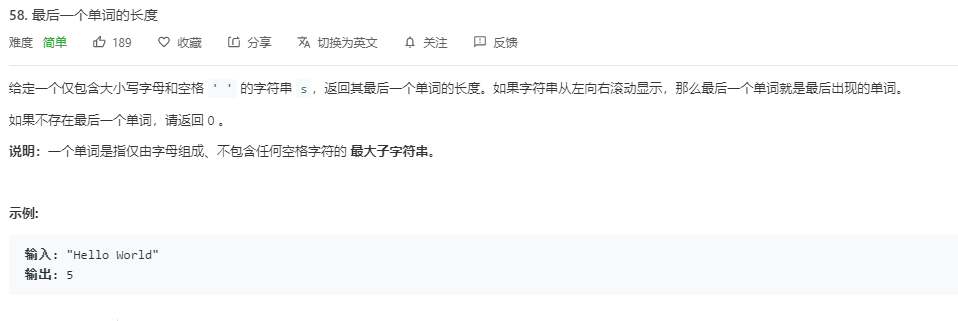 58. 最后一个单词的长度
难度 简单 189 收藏 分享 切换为英文 关注 反馈
给定一个仅包含大小写字母和空格 ' ' 的字符串 s，返回其最后一个单词的长度。如果字符串从左向右滚动显示，那么最后一个单词就是最后出现的单词。
如果不存在最后一个单词，请返回 0 。
说明：一个单词是指仅由字母组成、不包含任何空格字符的 最大子字符串。
示例:
输入: "Hello World"
输出: 5